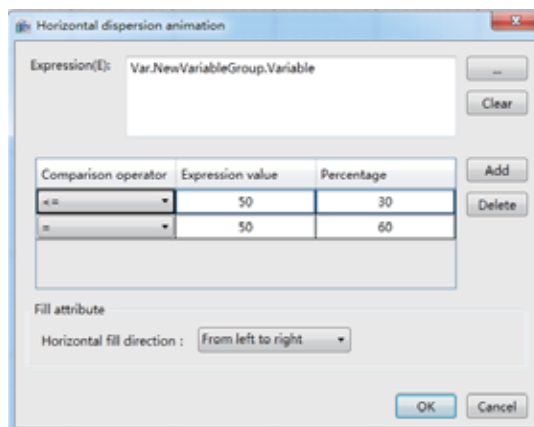 Horizontal dispersion animation
Expression(E):
Var.NewVariableGroup.Variable
...
Clear
Comparison operator Expression value Percentage
<= 50 30
= 50 60
Add
Delete
Fill attribute
Horizontal fill direction : From left to right
OK Cancel